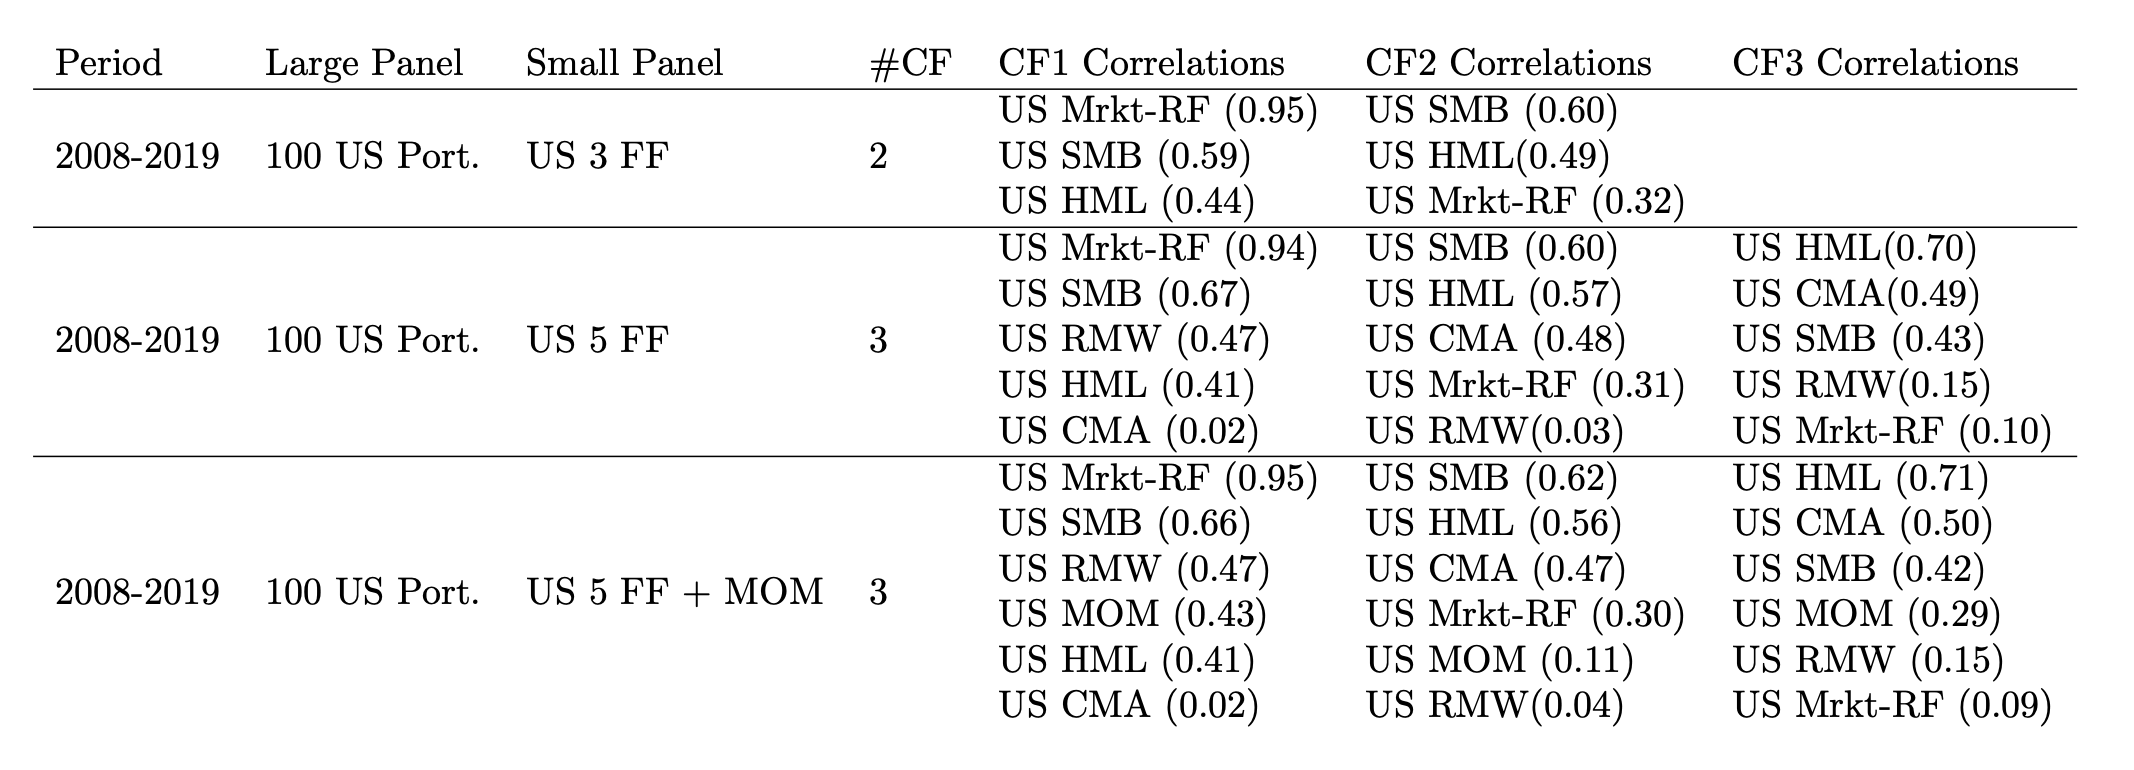 Period Large Panel Small Panel #CF CF1 Correlations CF2 Correlations CF3 Correlations
US Mrkt-RF (0.95) US SMB (0.60)
2008-2019 100 US Port. US 3 FF 2 US SMB (0.59) US HML(0.49)
US HML (0.44) US Mrkt-RF (0.32)
US Mrkt-RF (0.94) US SMB (0.60) US HML(0.70)
US SMB (0.67) US HML (0.57) US CMA(0.49)
2008-2019 100 US Port. US 5 FF 3 US RMW (0.47) US CMA (0.48) US SMB (0.43)
US HML (0.41) US Mrkt-RF (0.31) US RMW(0.15)
US CMA (0.02) US RMW(0.03) US Mrkt-RF (0.10)
US Mrkt-RF (0.95) US SMB (0.62) US HML (0.71)
US SMB (0.66) US HML (0.56) US CMA (0.50)
US RMW (0.47) US CMA (0.47) US SMB (0.42)
2008-2019 100 US Port. US 5 FF + MOM 3 US MOM (0.43) US Mrkt-RF (0.30) US MOM (0.29)
US HML (0.41) US MOM (0.11) US RMW (0.15)
US CMA (0.02) US RMW(0.04) US Mrkt-RF (0.09)